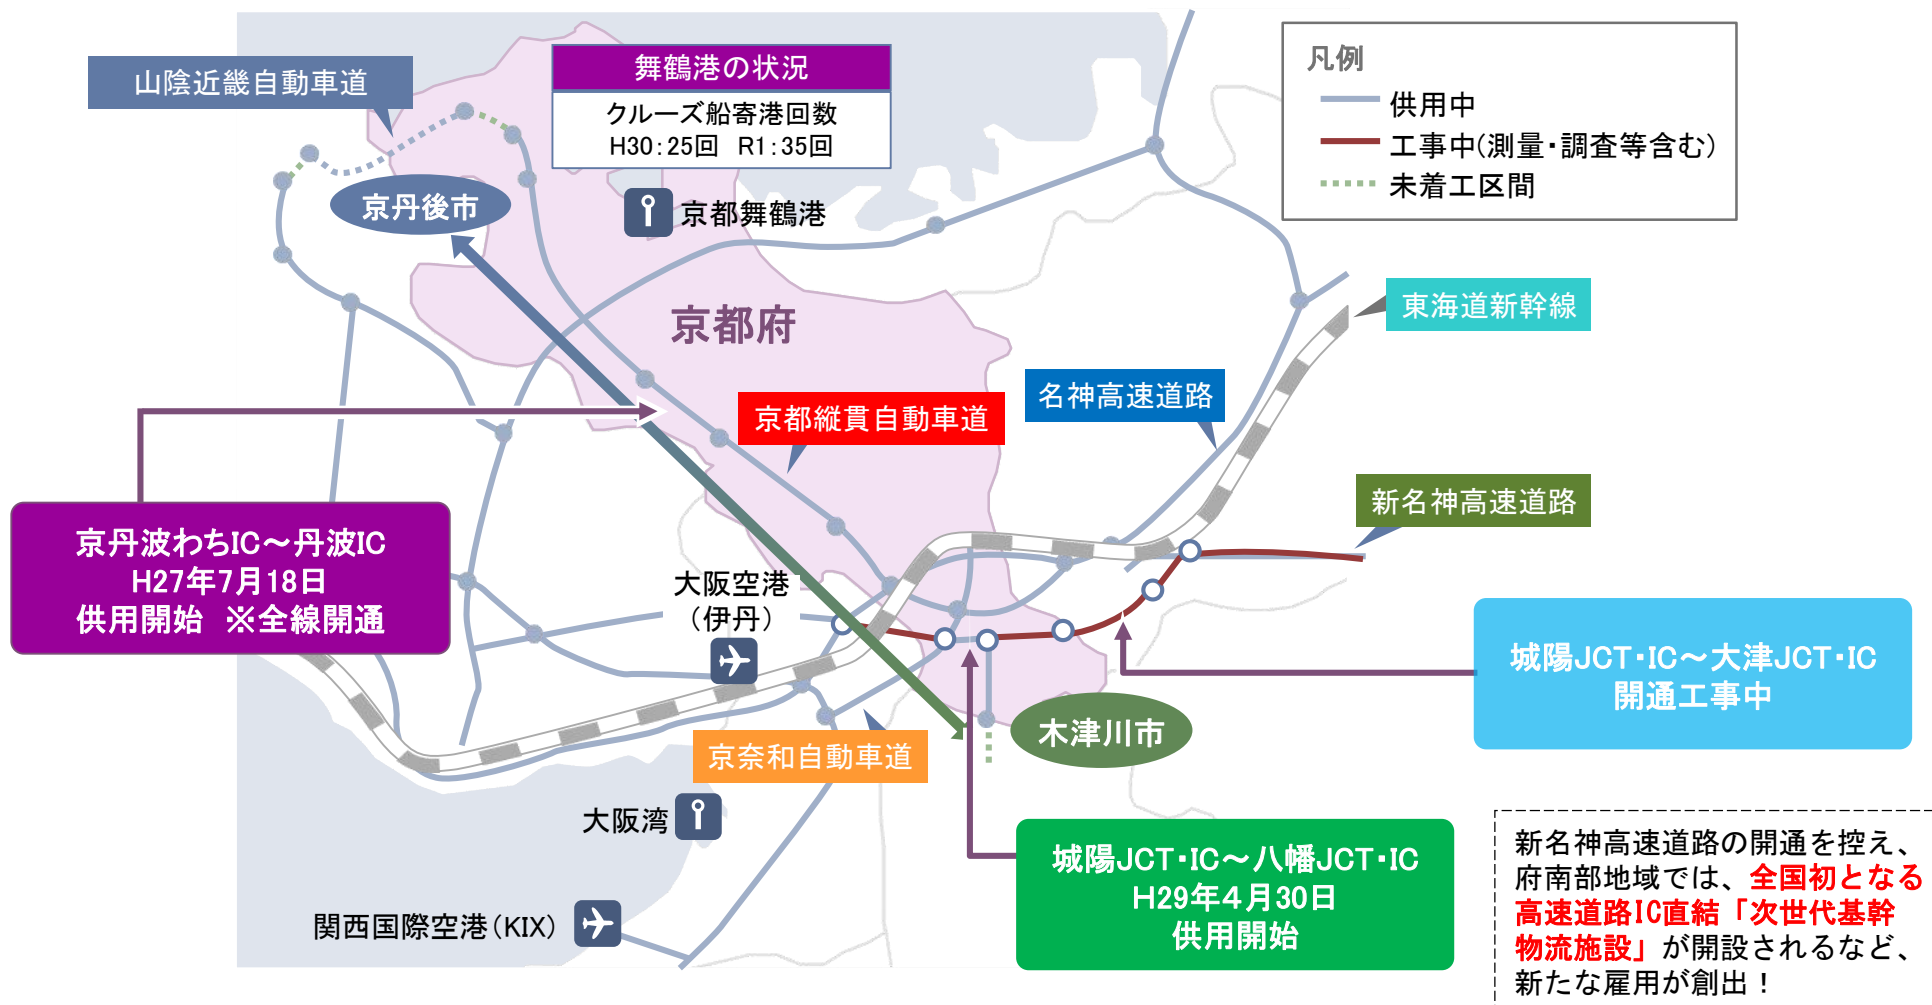 山陰近畿自動車道
舞鶴港の状況
クルーズ船寄港回数
H30:25回 R1:35回
凡例
供用中
工事中(測量・調査等含む)
未着工区間
京丹後市
京都舞鶴港
京都府
東海道新幹線
名神高速道路
京都縦貫自動車道
新名神高速道路
京丹波わちIC～丹波IC
H27年7月18日
供用開始 ※全線開通
大阪空港
（伊丹）
城陽JCT・IC～大津JCT・IC
開通工事中
木津川市
京奈和自動車道
大阪湾
城陽JCT・IC～八幡JCT・IC
H29年4月30日
供用開始
関西国際空港(KIX)
新名神高速道路の開通を控え、
府南部地域では、全国初となる
高速道路IC直結「次世代基幹
物流施設」が開設されるなど、
新たな雇用が創出！